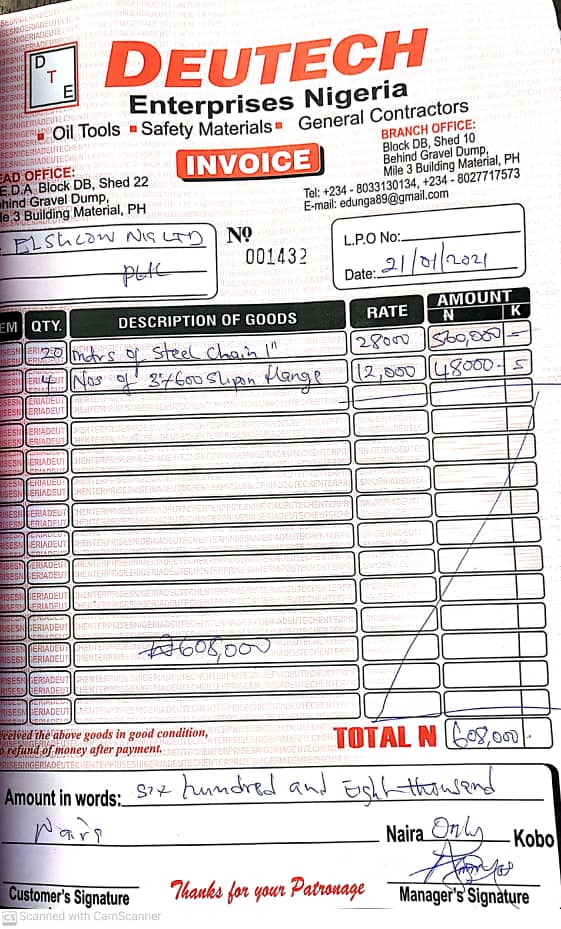 D
T
E
DEUTECH
Enterprises Nigeria
Oil Tools Safety Materials General Contractors
INVOICE
EAD OFFICE:
E.D.A Block DB, Shed 22
hind Gravel Dump,
le 3 Building Material, PH
BRANCH OFFICE:
Block DB, Shed 10
Behind Gravel Dump,
Mile 3 Building Material, PH
Tel: +234 - 8033130134, +234 - 8027717573
E-mail: edunga89@gmail.com
NIG LTD
PHC
Nº
001432
L.P.O No:
Date: 21/01/2021
EM QTY. DESCRIPTION OF GOODS RATE AMOUNT
N K
20 mtrs of Steel Chain 1" 28000 560,000 =
4 Nos of slipon flange 12,000 48000
₦608,000
eceived the above goods in good condition,
refund of money after payment.
TOTAL N 608,000
Amount in words: Six hundred and Eight thousand
Naira Naira Only Kobo
Customer's Signature Thanks for your Patronage Manager's Signature
CS Scanned with CamScanner